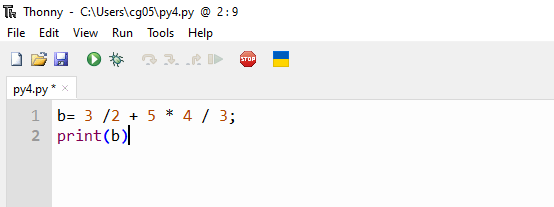 Thonny - C:\Users\cg05\py4.py @ 2:9
File Edit View Run Tools Help
STOP
py4.py * ×
1 b= 3 /2 + 5 * 4 / 3;
2 print(b)